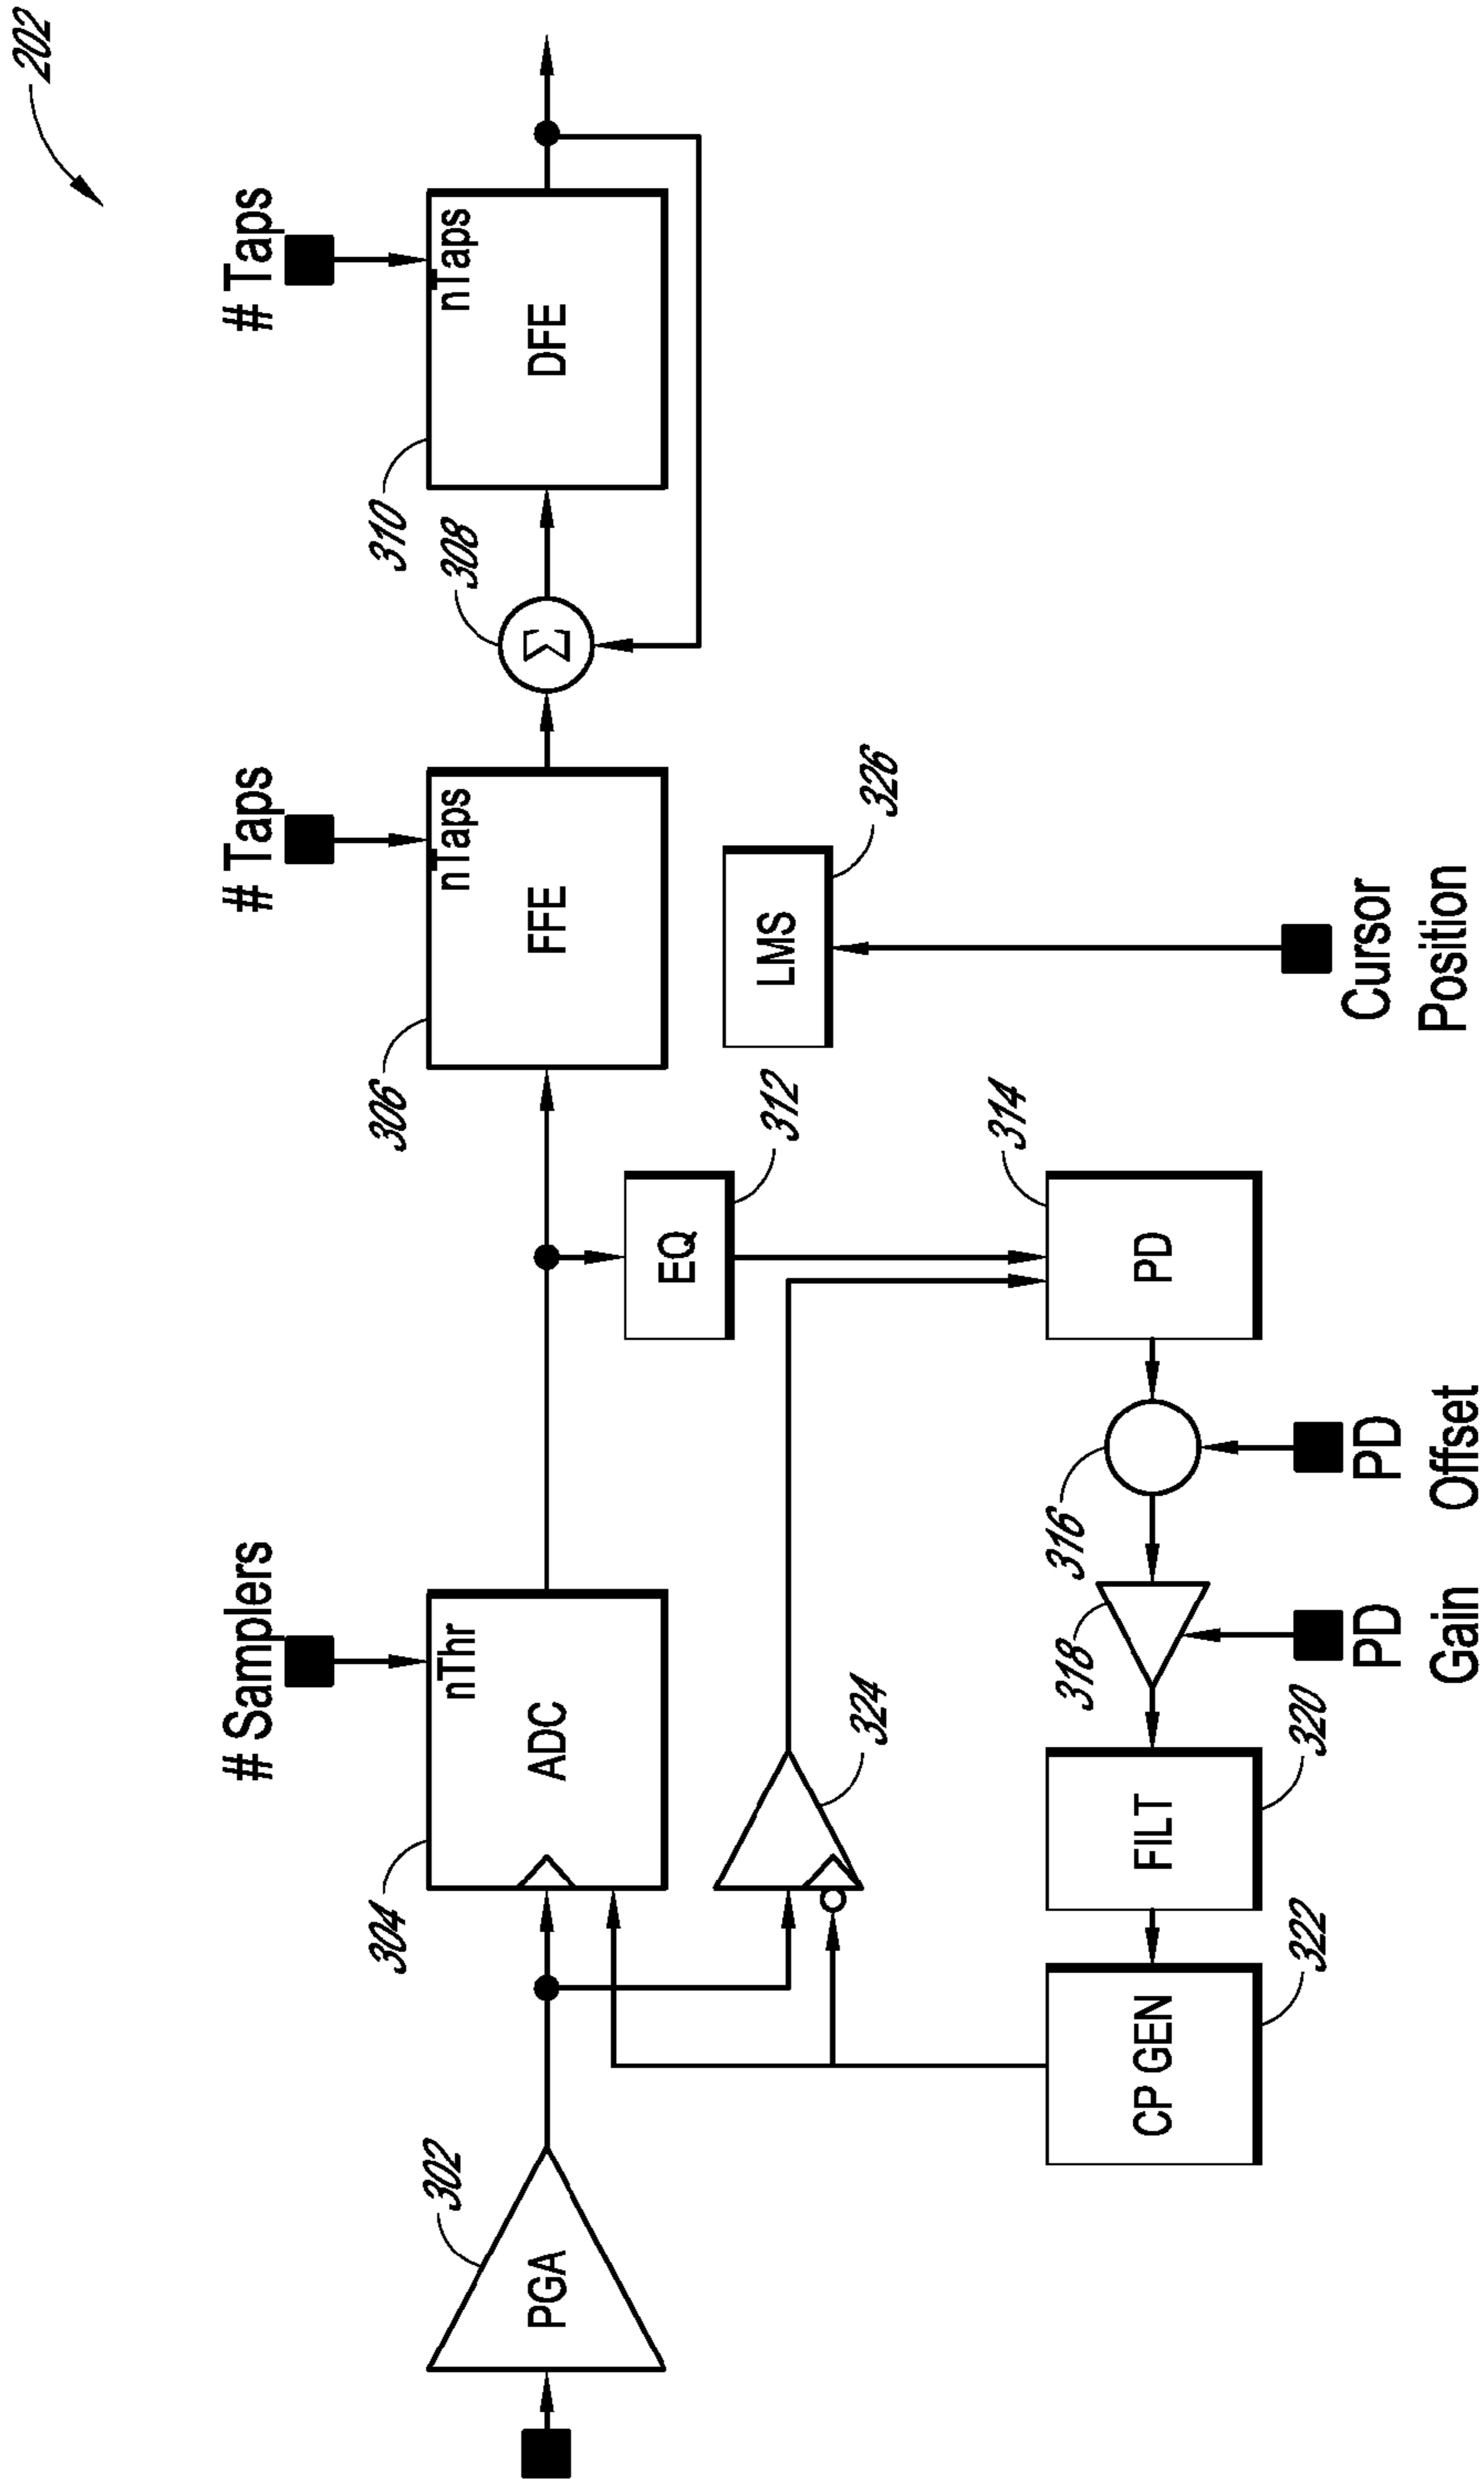 202
# Samplers
# Taps
# Taps
302
PGA
304
nThr
ADC
306
nTaps
FFE
308
Σ
310
nTaps
DFE
312
EQ
326
LMS
324
314
PD
316
318
320
FILT
322
CP GEN
PD
Gain
PD
Offset
Cursor
Position